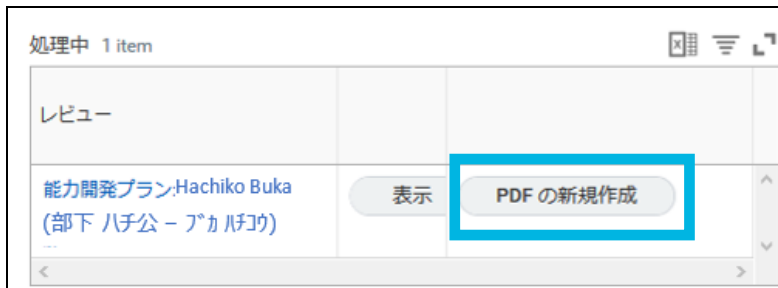 処理中 1 item
レビュー
能力開発プラン:Hachiko Buka
(部下 ハチ公 – ブカ ハチコウ)
表示
PDF の新規作成